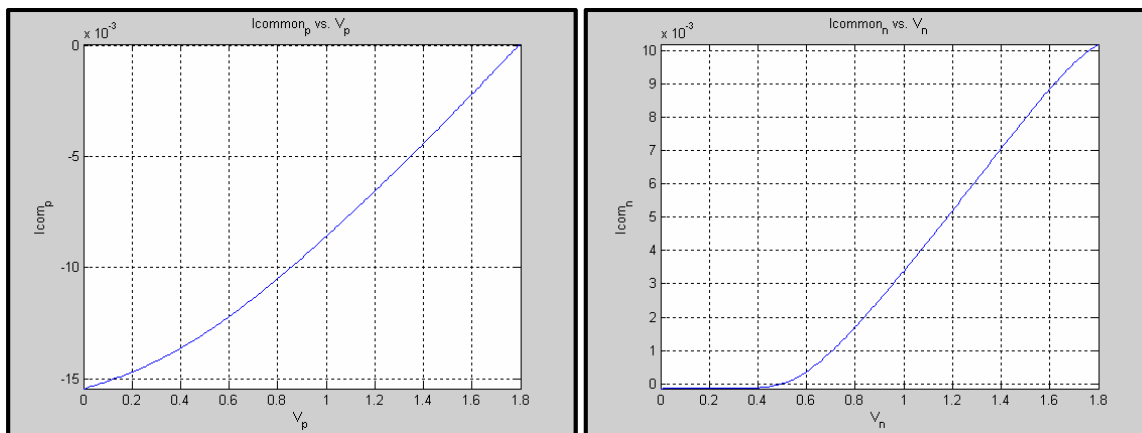 Icommon_p vs. V_p
x 10^-3
0
-5
-10
-15
Icom_p
0 0.2 0.4 0.6 0.8 1.0 1.2 1.4 1.6 1.8
V_p
Icommon_n vs. V_n
x 10^-3
10
9
8
7
6
5
4
3
2
1
0
Icom_n
0 0.2 0.4 0.6 0.8 1 1.2 1.4 1.6 1.8
V_n